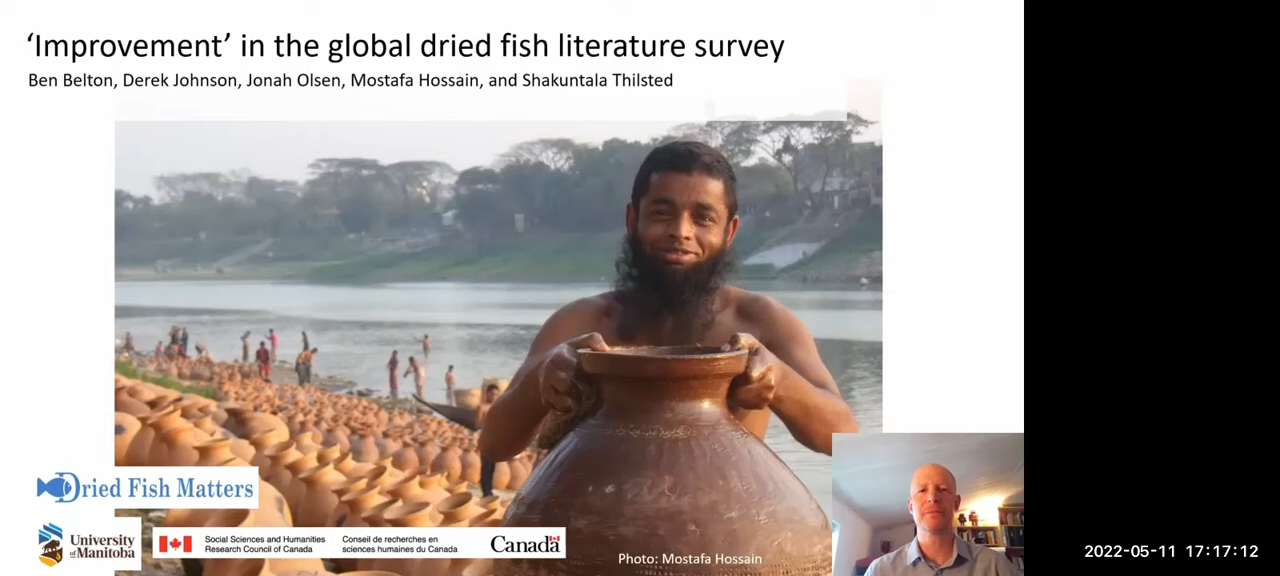 ‘Improvement’ in the global dried fish literature survey
Ben Belton, Derek Johnson, Jonah Olsen, Mostafa Hossain, and Shakuntala Thilsted
Dried Fish Matters
University
of Manitoba
Social Sciences and Humanities
Research Council of Canada
Conseil de recherches en
sciences humaines du Canada
Canada
Photo: Mostafa Hossain
2022-05-11 17:17:12